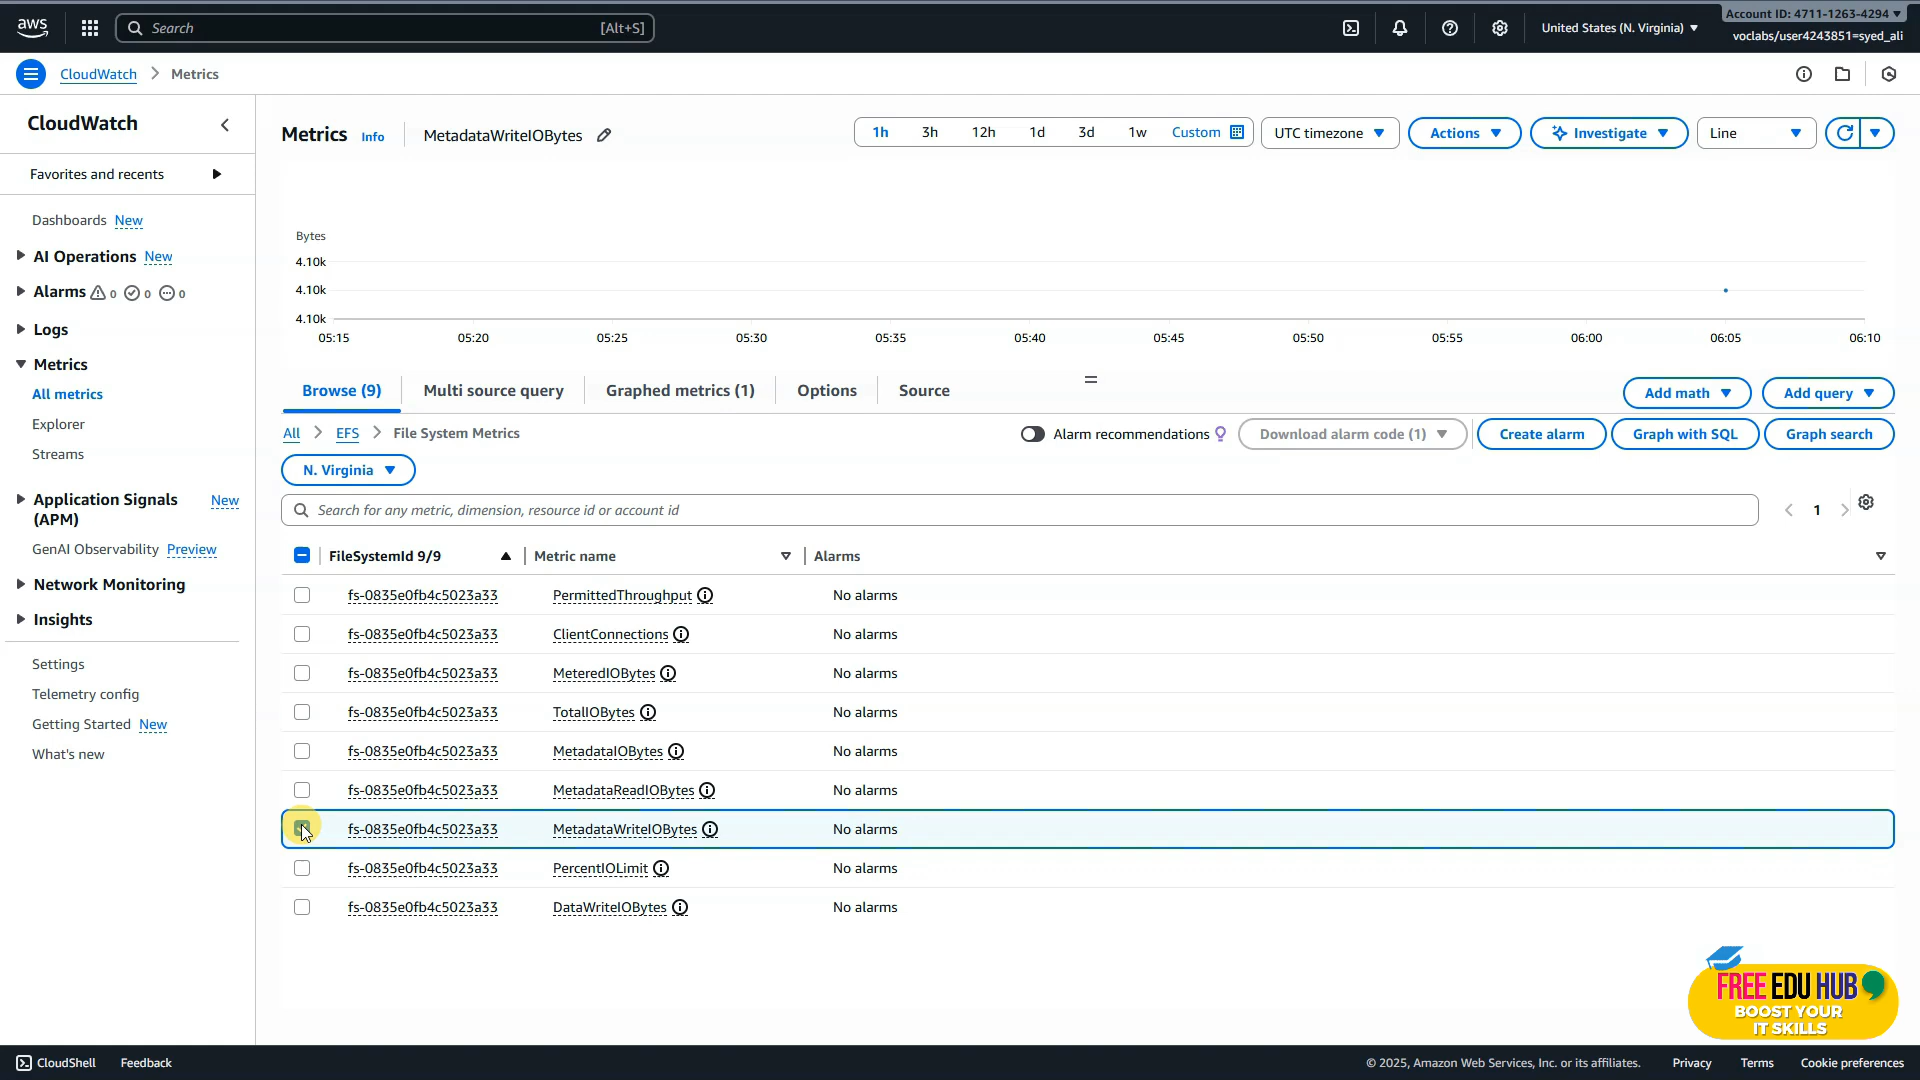 aws
Search [Alt+S]
United States (N. Virginia)
Account ID: 4711-1263-4294
voclabs/user4243851=syed_ali
CloudWatch > Metrics
CloudWatch
Favorites and recents
Dashboards New
AI Operations New
Alarms 0 0 0
Logs
Metrics
All metrics
Explorer
Streams
Application Signals (APM) New
GenAI Observability Preview
Network Monitoring
Insights
Settings
Telemetry config
Getting Started New
What's new
Metrics Info MetadataWriteIOBytes
1h 3h 12h 1d 3d 1w Custom UTC timezone Actions Investigate Line
Bytes
4.10k
4.10k
4.10k
05:15 05:20 05:25 05:30 05:35 05:40 05:45 05:50 05:55 06:00 06:05 06:10
Browse (9) Multi source query Graphed metrics (1) Options Source Add math Add query
All > EFS > File System Metrics Alarm recommendations Download alarm code (1) Create alarm Graph with SQL Graph search
N. Virginia
Search for any metric, dimension, resource id or account id 1
FileSystemId 9/9 Metric name Alarms
fs-0835e0fb4c5023a33 PermittedThroughput No alarms
fs-0835e0fb4c5023a33 ClientConnections No alarms
fs-0835e0fb4c5023a33 MeteredIOBytes No alarms
fs-0835e0fb4c5023a33 TotalIOBytes No alarms
fs-0835e0fb4c5023a33 MetadataIOBytes No alarms
fs-0835e0fb4c5023a33 MetadataReadIOBytes No alarms
fs-0835e0fb4c5023a33 MetadataWriteIOBytes No alarms
fs-0835e0fb4c5023a33 PercentIOLimit No alarms
fs-0835e0fb4c5023a33 DataWriteIOBytes No alarms
FREE EDU HUB
BOOST YOUR
IT SKILLS
CloudShell Feedback © 2025, Amazon Web Services, Inc. or its affiliates. Privacy Terms Cookie preferences